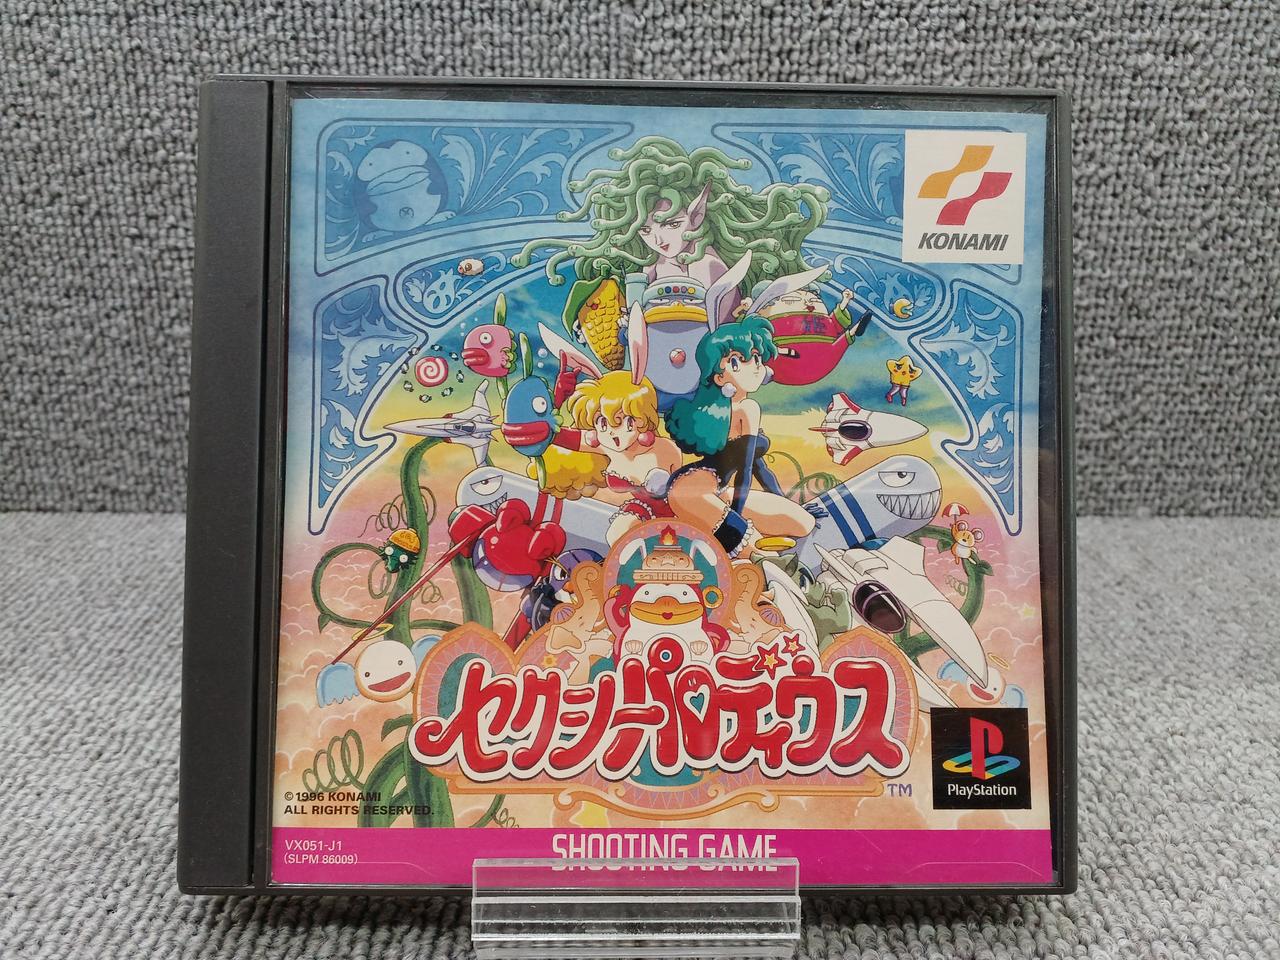 KONAMI
セクシーパロディウス
TM
PlayStation
©1996 KONAMI
ALL RIGHTS RESERVED.
VX051-J1
(SLPM 86009)
SHOOTING GAME